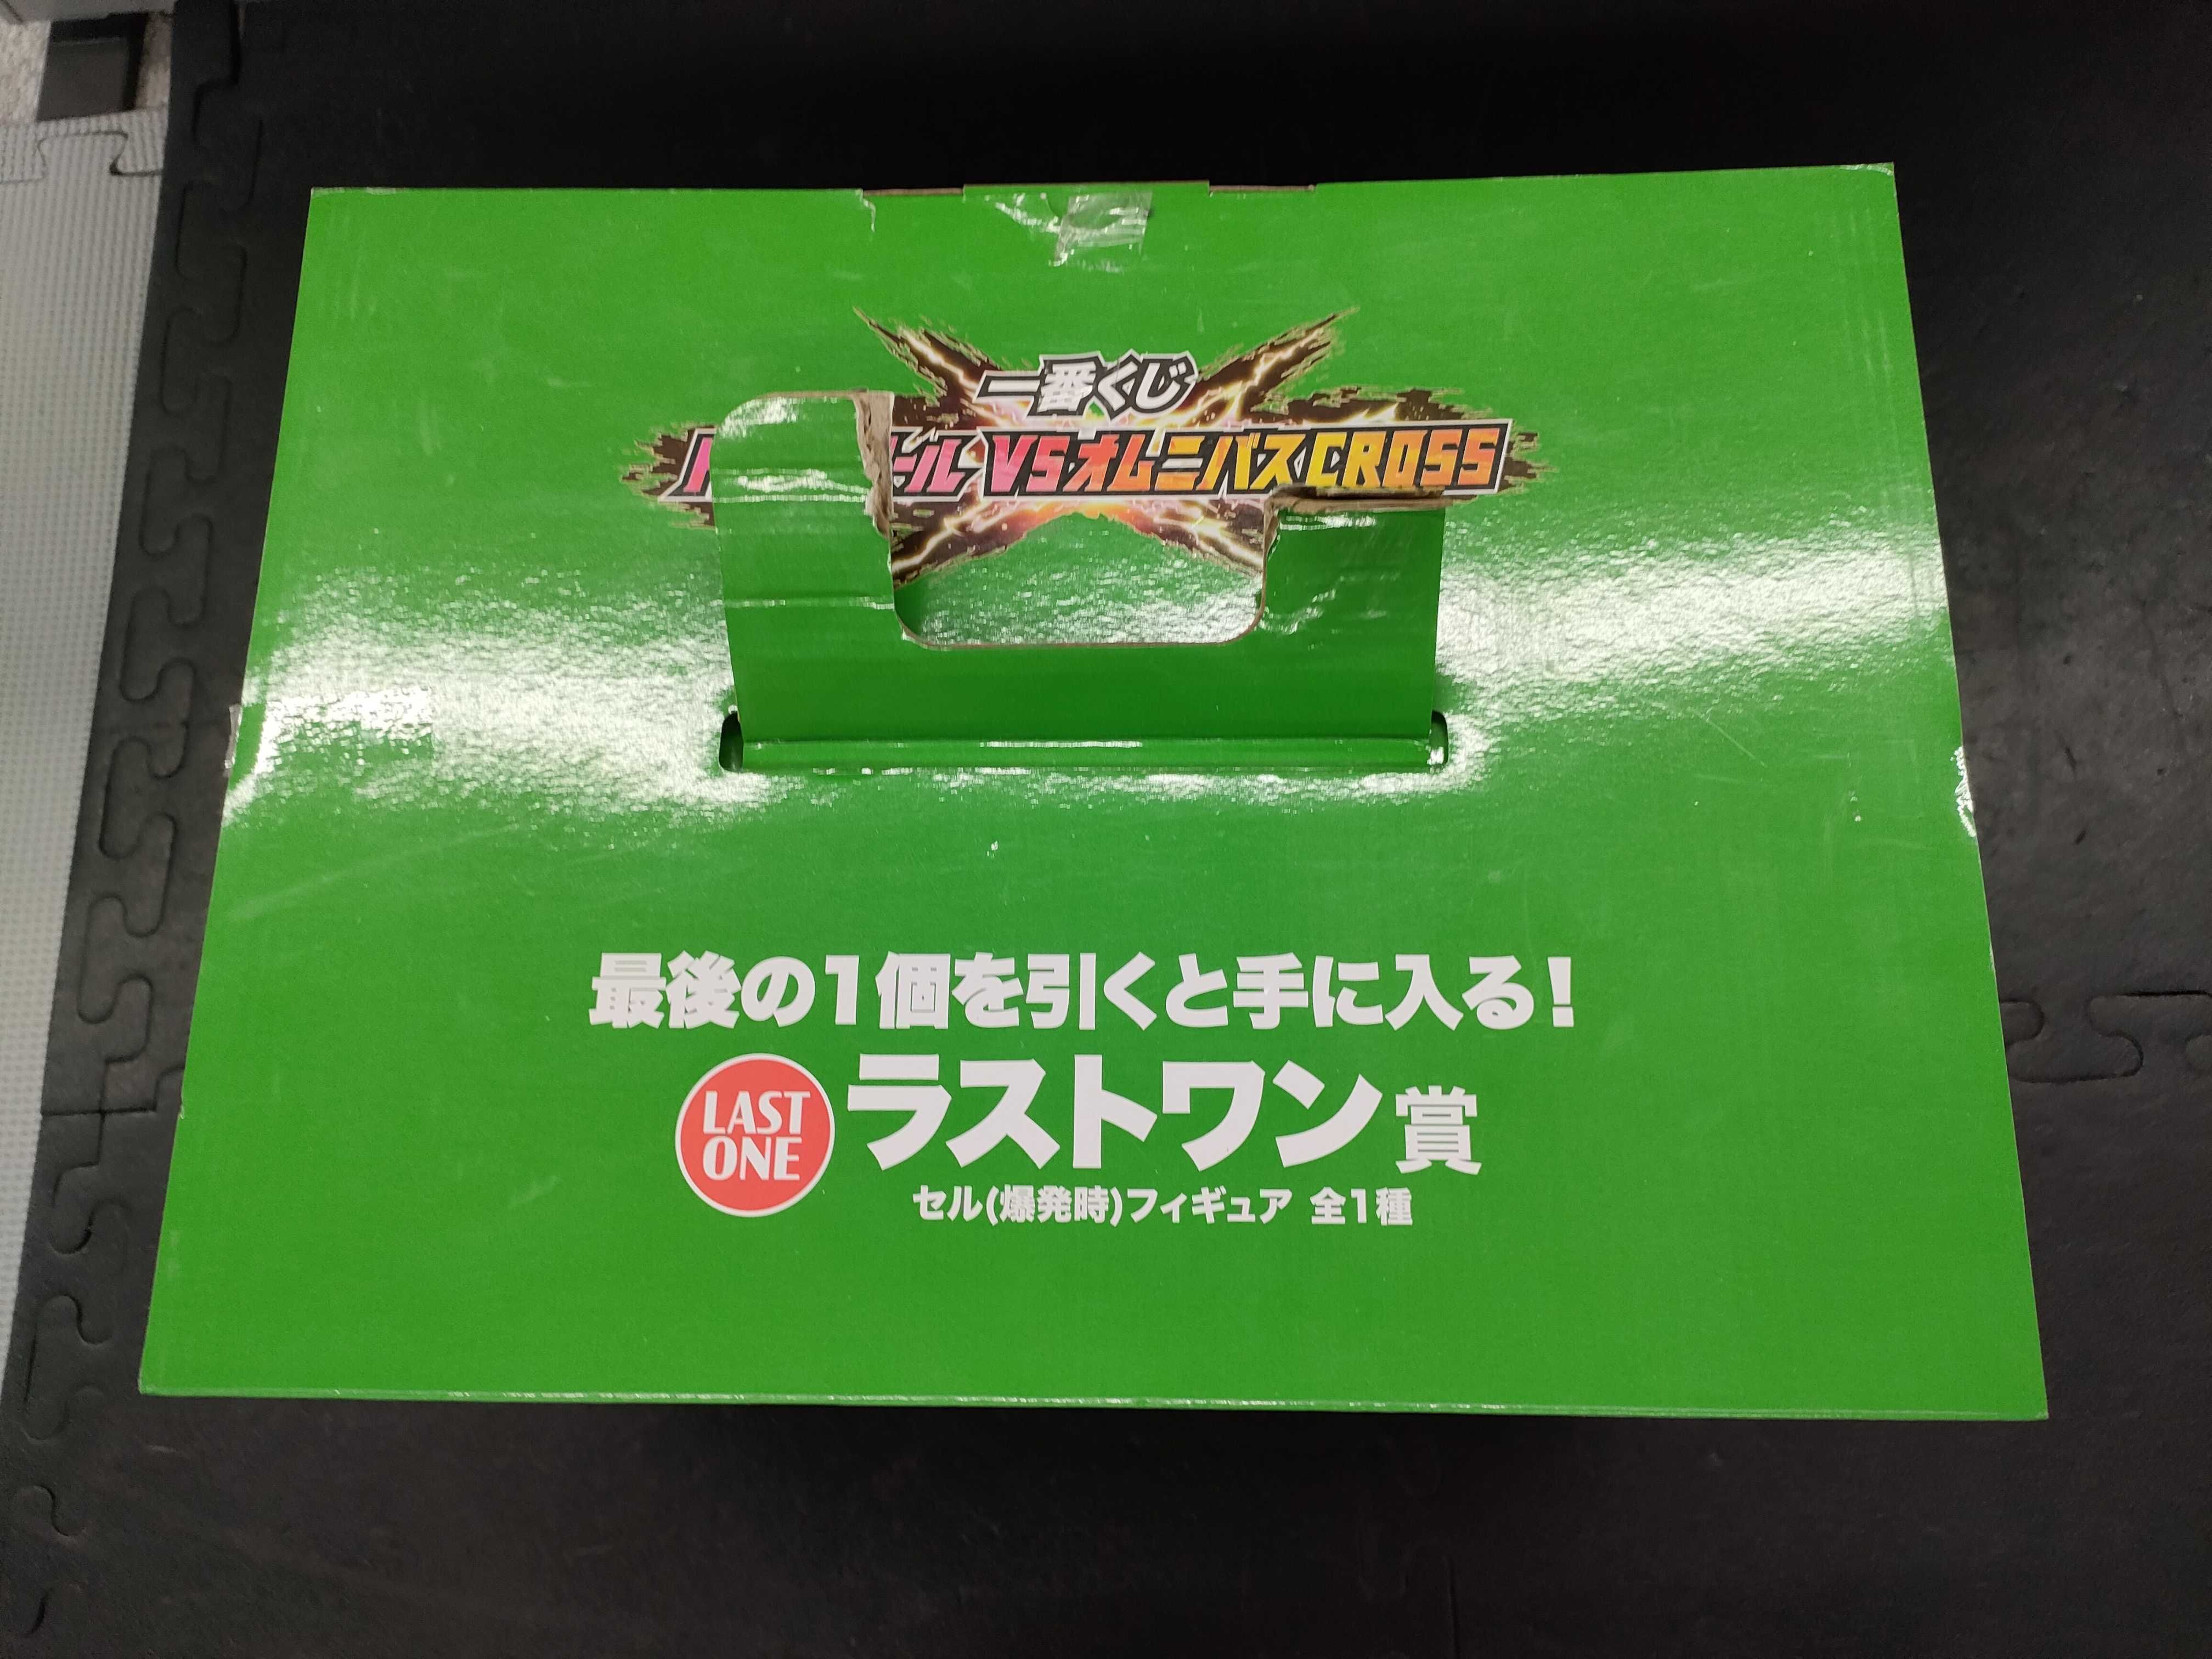 一番くじ
ール VSオムニバスCROSS
最後の1個を引くと手に入る!
LAST
ONE
ラストワン賞
セル(爆発時)フィギュア 全1種